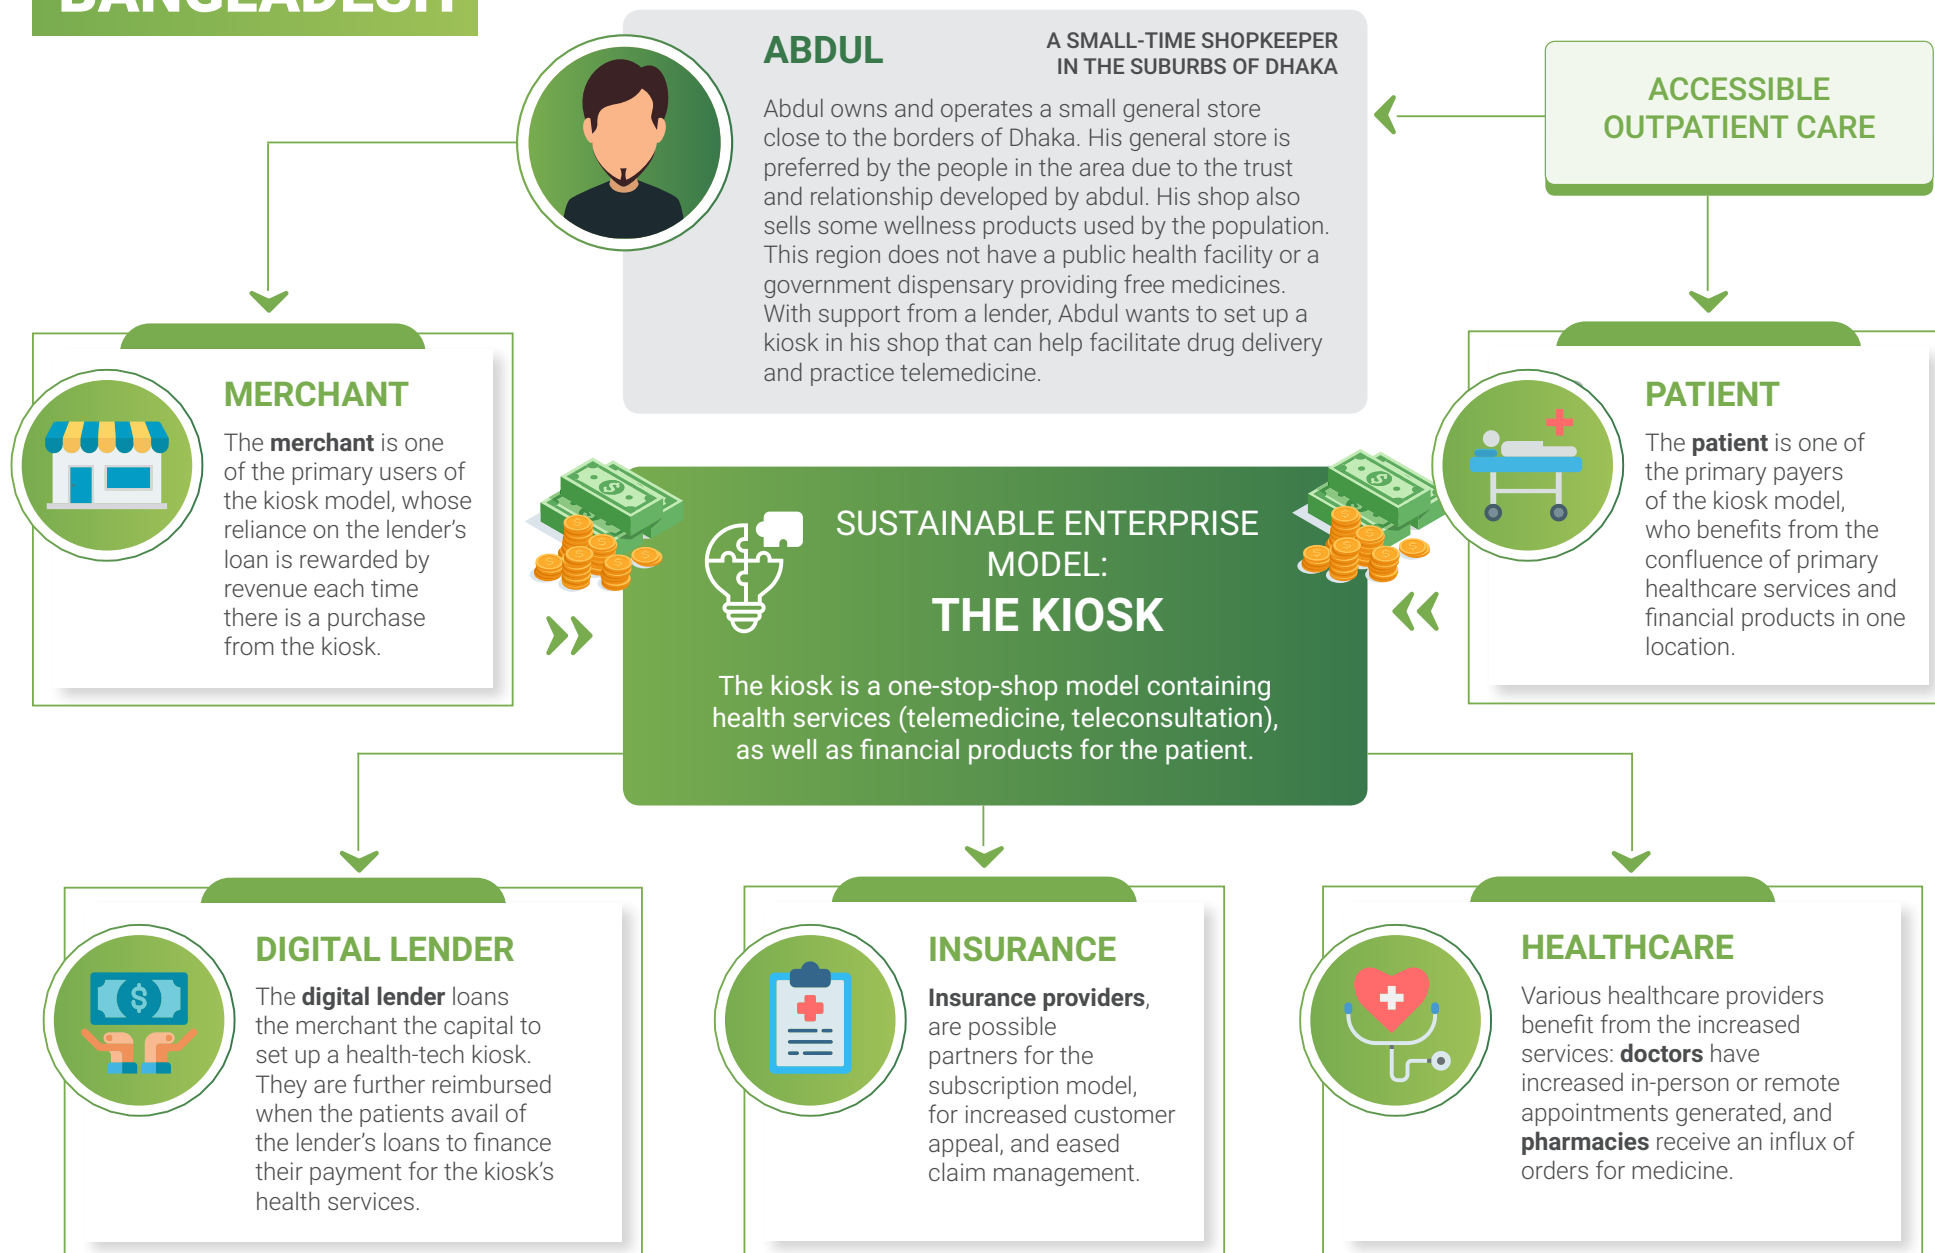 BANGLADESH
ABDUL
A SMALL-TIME SHOPKEEPER
IN THE SUBURBS OF DHAKA
Abdul owns and operates a small general store
close to the borders of Dhaka. His general store is
preferred by the people in the area due to the trust
and relationship developed by abdul. His shop also
sells some wellness products used by the population.
This region does not have a public health facility or a
government dispensary providing free medicines.
With support from a lender, Abdul wants to set up a
kiosk in his shop that can help facilitate drug delivery
and practice telemedicine.
ACCESSIBLE
OUTPATIENT CARE
MERCHANT
The merchant is one
of the primary users of
the kiosk model, whose
reliance on the lender's
loan is rewarded by
revenue each time
there is a purchase
from the kiosk.
SUSTAINABLE ENTERPRISE
MODEL:
THE KIOSK
The kiosk is a one-stop-shop model containing
health services (telemedicine, teleconsultation),
as well as financial products for the patient.
PATIENT
The patient is one of
the primary payers
of the kiosk model,
who benefits from the
confluence of primary
healthcare services and
financial products in one
location.
DIGITAL LENDER
The digital lender loans
the merchant the capital to
set up a health-tech kiosk.
They are further reimbursed
when the patients avail of
the lender's loans to finance
their payment for the kiosk's
health services.
INSURANCE
Insurance providers,
are possible
partners for the
subscription model,
for increased customer
appeal, and eased
claim management.
HEALTHCARE
Various healthcare providers
benefit from the increased
services: doctors have
increased in-person or remote
appointments generated, and
pharmacies receive an influx of
orders for medicine.